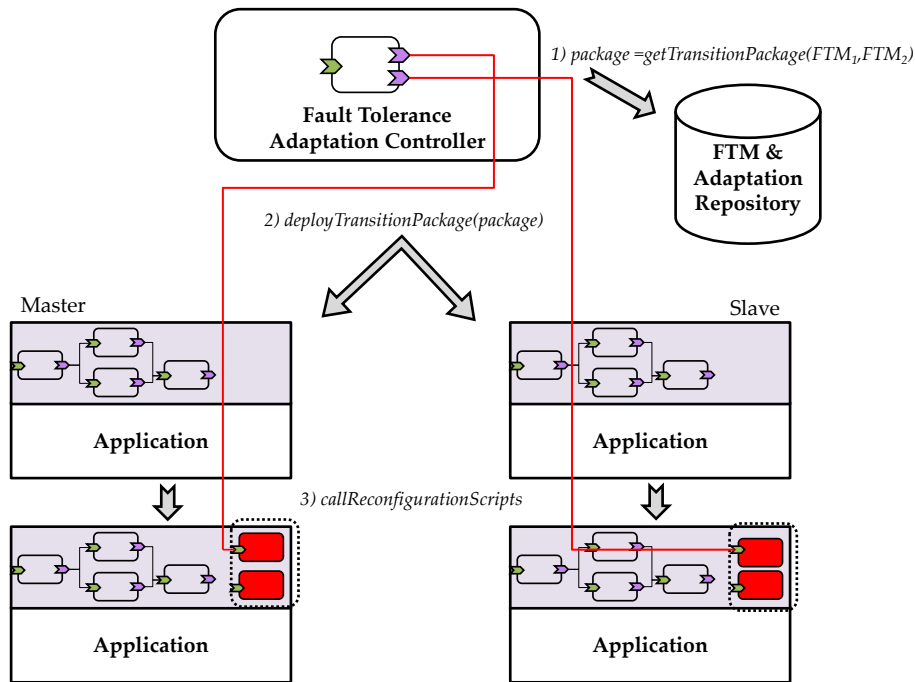 1) package =getTransitionPackage(FTM1,FTM2)
Fault Tolerance
Adaptation Controller
FTM &
Adaptation
Repository
2) deployTransitionPackage(package)
Master
Slave
Application
Application
3) callReconfigurationScripts
Application
Application